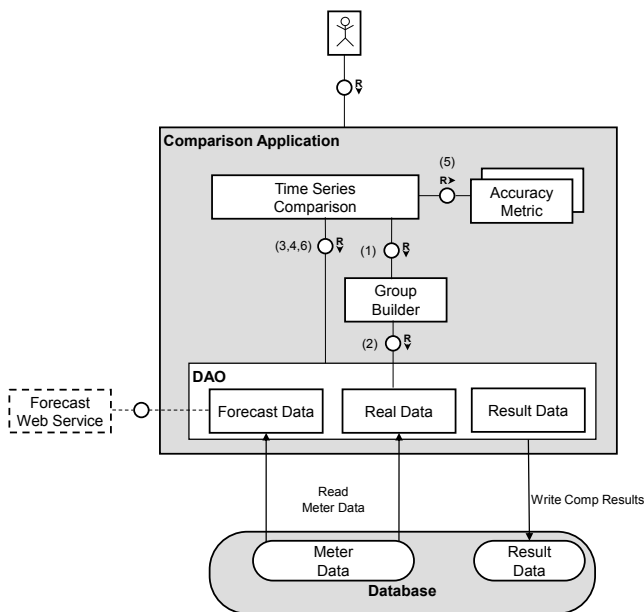 R
Comparison Application
(5)
R
Time Series
Comparison
Accuracy
Metric
(3,4,6)
R
(1)
R
Group
Builder
(2)
R
DAO
Forecast
Web Service
Forecast Data
Real Data
Result Data
Read
Meter Data
Write Comp Results
Meter
Data
Result
Data
Database